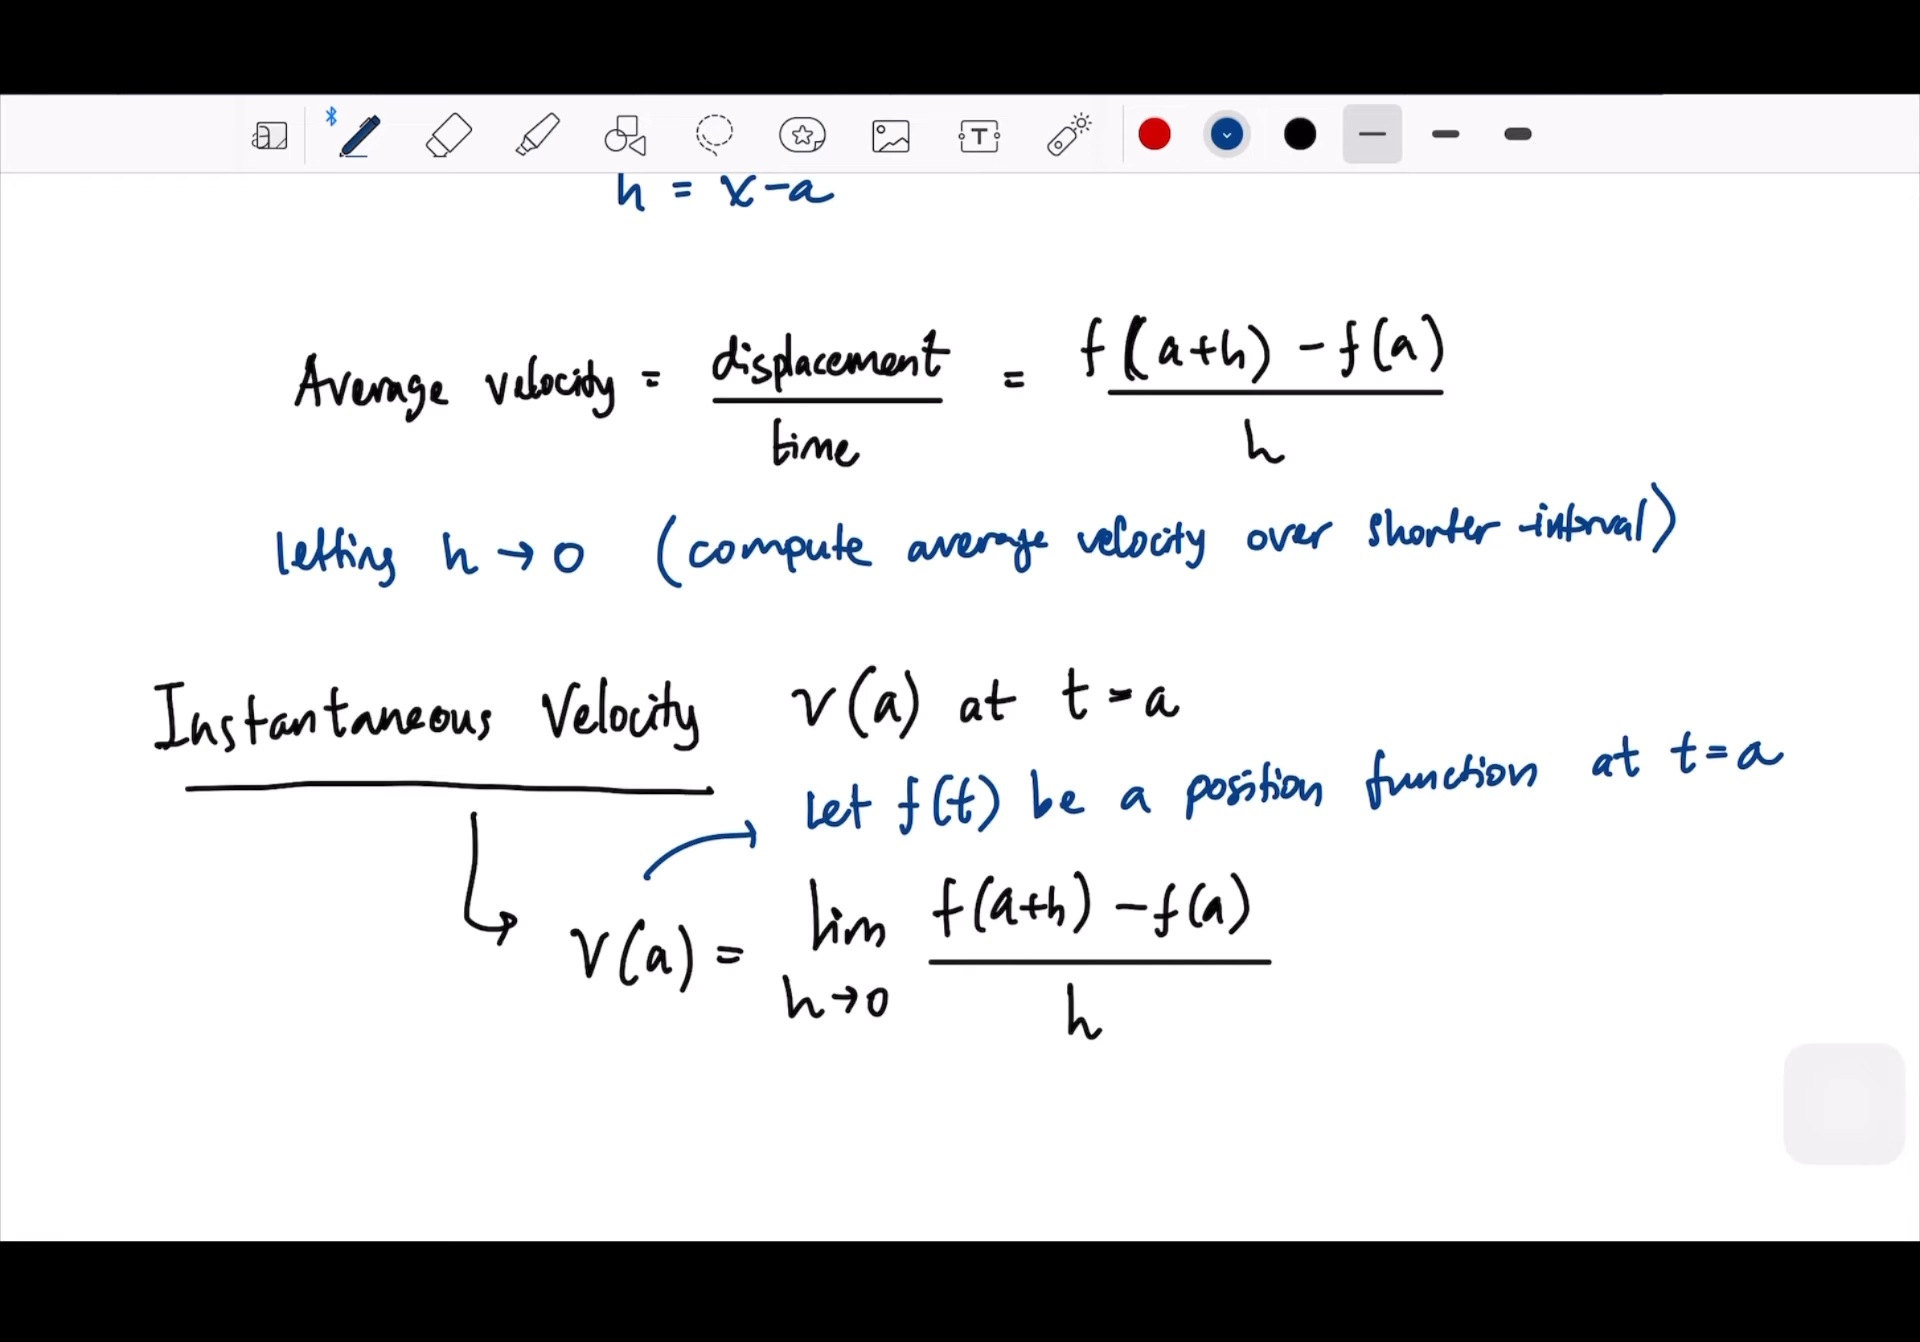 h = x-a
Average velocity = displacement / time = f(a+h) - f(a) / h
letting h → 0 (compute average velocity over shorter interval)
Instantaneous Velocity v(a) at t = a
Let f(t) be a position function at t = a
v(a) = lim h→0 f(a+h) - f(a) / h